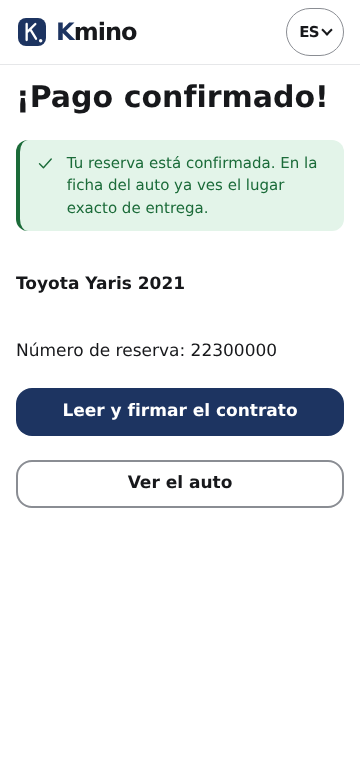 K. Kmino
ES
¡Pago confirmado!
Tu reserva está confirmada. En la
ficha del auto ya ves el lugar
exacto de entrega.
Toyota Yaris 2021
Número de reserva: 22300000
Leer y firmar el contrato
Ver el auto